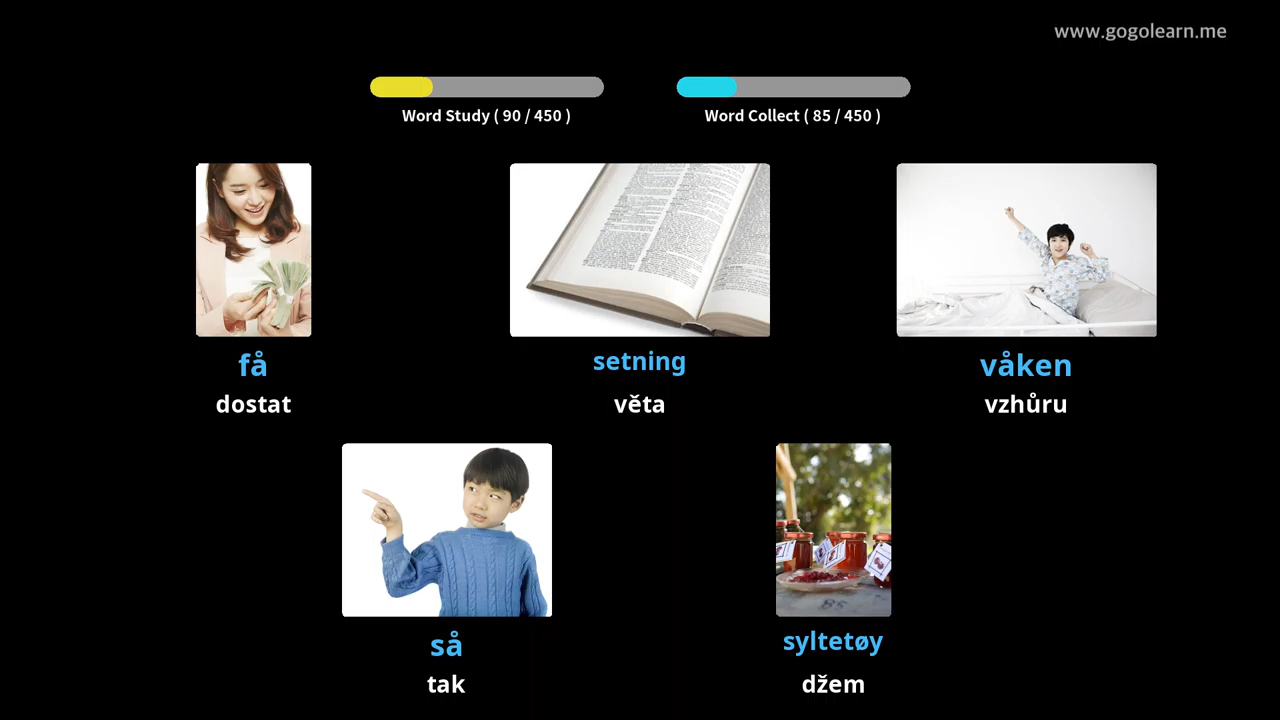 www.gogolearn.me
Word Study ( 90 / 450 )
Word Collect ( 85 / 450 )
få
dostat
setning
věta
våken
vzhůru
så
tak
syltetøy
džem